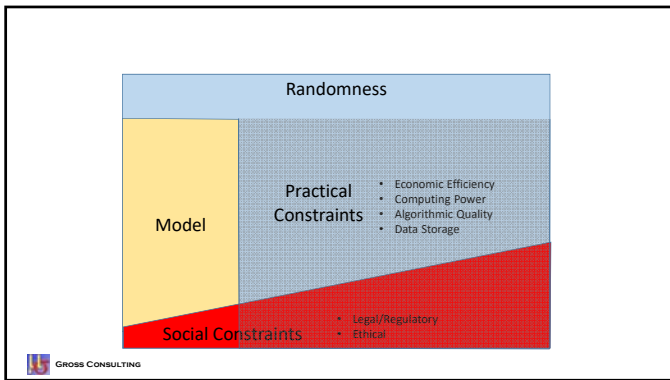 Randomness
Model
Practical
Constraints
• Economic Efficiency
• Computing Power
• Algorithmic Quality
• Data Storage
Social Constraints
• Legal/Regulatory
• Ethical
GROSS CONSULTING